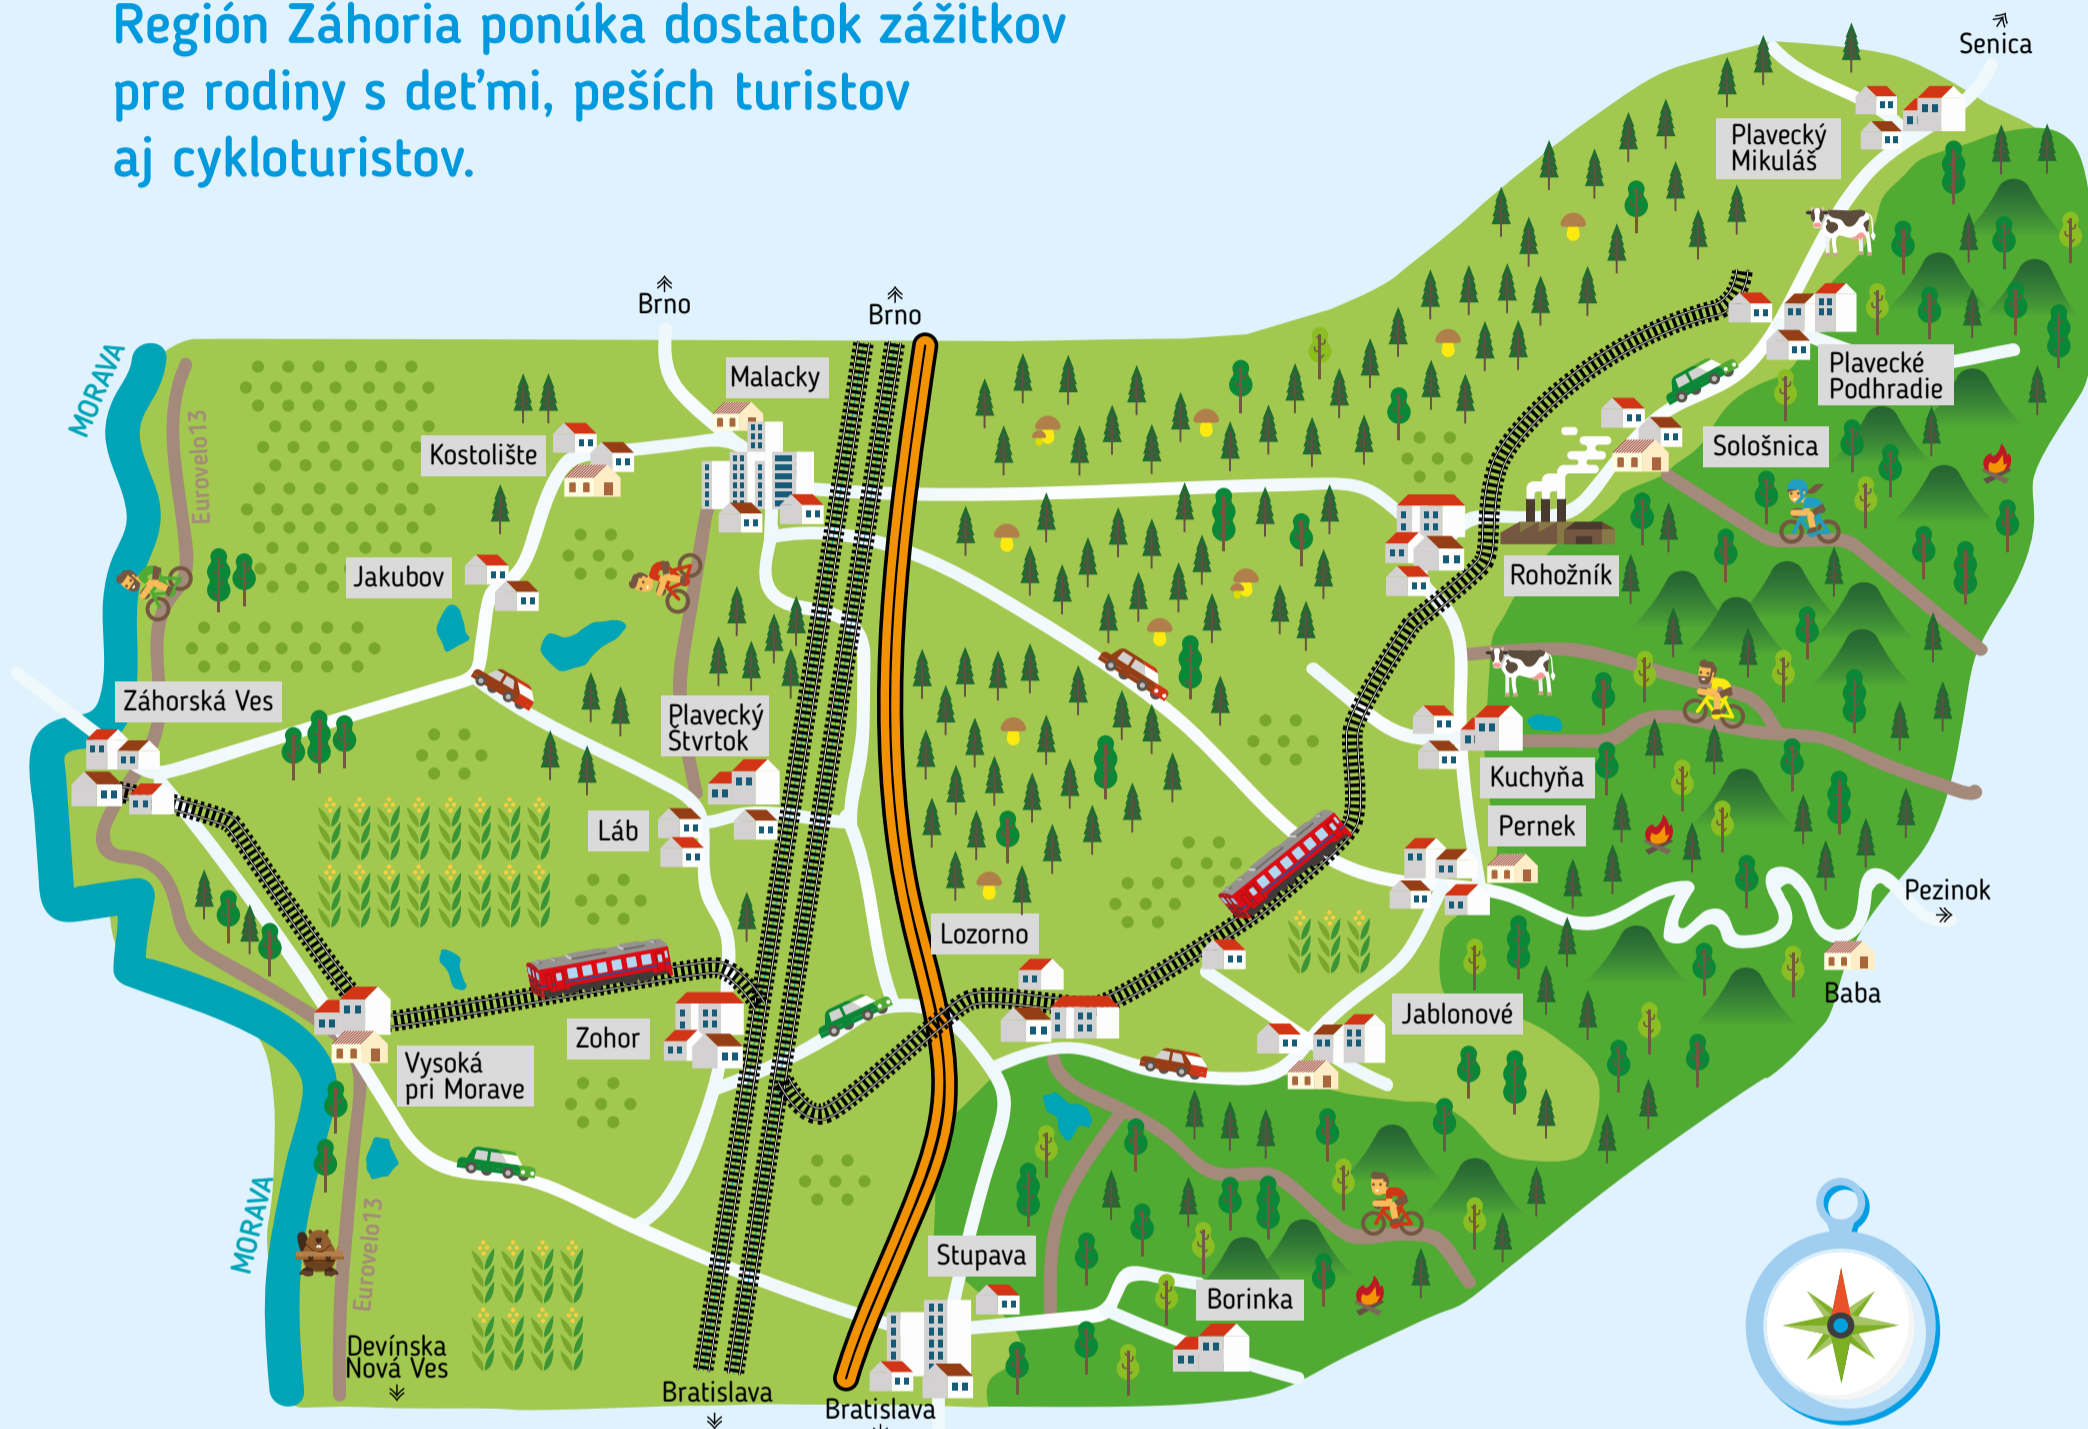 Región Záhoria ponúka dostatok zážitkov
pre rodiny s deťmi, peších turistov
aj cykloturistov.
Senica
Plavecký
Mikuláš
Brno
Brno
MORAVA
Eurovelo13
Malacky
Plavecké
Podhradie
Kostolište
Sološnica
Jakubov
Rohožník
Záhorská Ves
Plavecký
Štvrtok
Kuchyňa
Láb
Pernek
Pezinok
Lozorno
Baba
Jablonové
Zohor
Vysoká
pri Morave
MORAVA
Eurovelo13
Stupava
Borinka
Devínska
Nová Ves
Bratislava
Bratislava